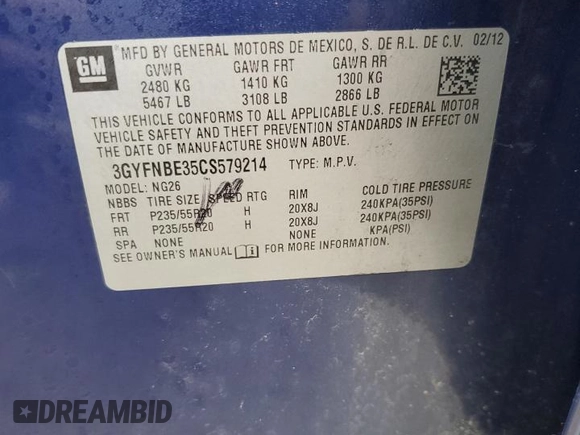 GM
MFD BY GENERAL MOTORS DE MEXICO, S. DE R.L. DE C.V. 02/12
GVWR GAWR FRT GAWR RR
2480 KG 1410 KG 1300 KG
5467 LB 3108 LB 2866 LB
THIS VEHICLE CONFORMS TO ALL APPLICABLE U.S. FEDERAL MOTOR
VEHICLE SAFETY AND THEFT PREVENTION STANDARDS IN EFFECT ON
THE DATE OF MANUFACTURE SHOWN ABOVE.
3GYFNBE35CS579214 TYPE: M.P.V.
MODEL: NG26
NBBS TIRE SIZE SPEED RTG RIM COLD TIRE PRESSURE
FRT P235/55R20 H 20X8J 240KPA(35PSI)
RR P235/55R20 H 20X8J 240KPA(35PSI)
SPA NONE NONE KPA(PSI)
SEE OWNER'S MANUAL FOR MORE INFORMATION.
DREAMBID